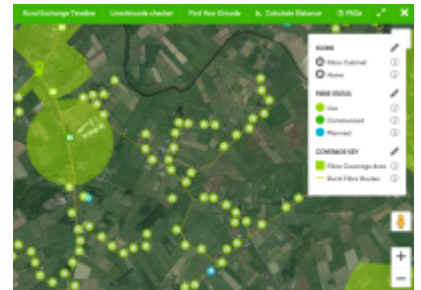 Rural Exchange Timeline
Line/eircode checker
Find Your Eircode
Calculate Distance
FAQs
ICONS
Fibre Cabinet
Home
FIBRE STATUS
Live
Commenced
Planned
COVERAGE KEY
Fibre Coverage Area
Rural Fibre Routes